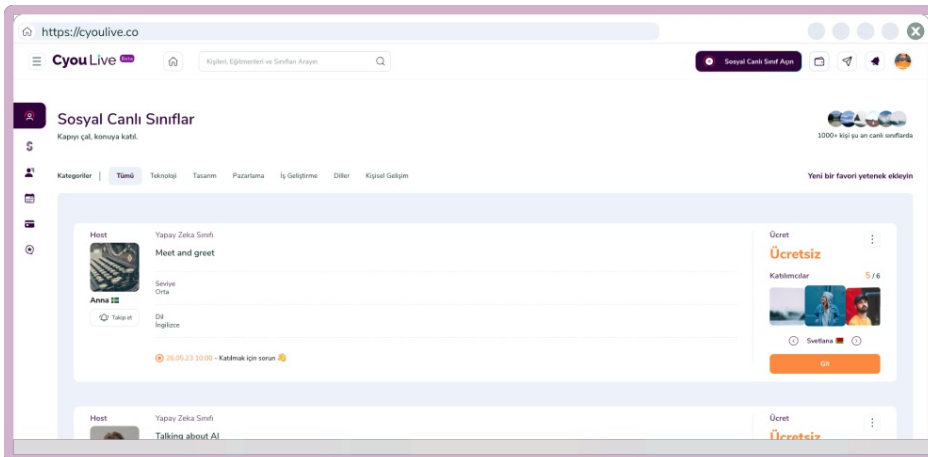 https://cyoulive.co
CyouLive Beta
Kişileri, Eğitmenleri ve Sınıfları Arayın
Sosyal Canlı Sınıf Açın
Sosyal Canlı Sınıflar
Kapıyı çal, konuya katıl.
1000+ kişi şu an canlı sınıflarda
Kategoriler | Tümü Teknoloji Tasarım Pazarlama İş Geliştirme Diller Kişisel Gelişim
Yeni bir favori yetenek ekleyin
Host
Anna
Takip et
Yapay Zeka Sınıfı
Meet and greet
Seviye
Orta
Dil
İngilizce
26.05.23 10:00 - Katılmak için sorun
Ücret
Ücretsiz
Katılımcılar 5 / 6
Svetlana
Git
Host
Yapay Zeka Sınıfı
Talking about AI
Ücret
Ücretsiz